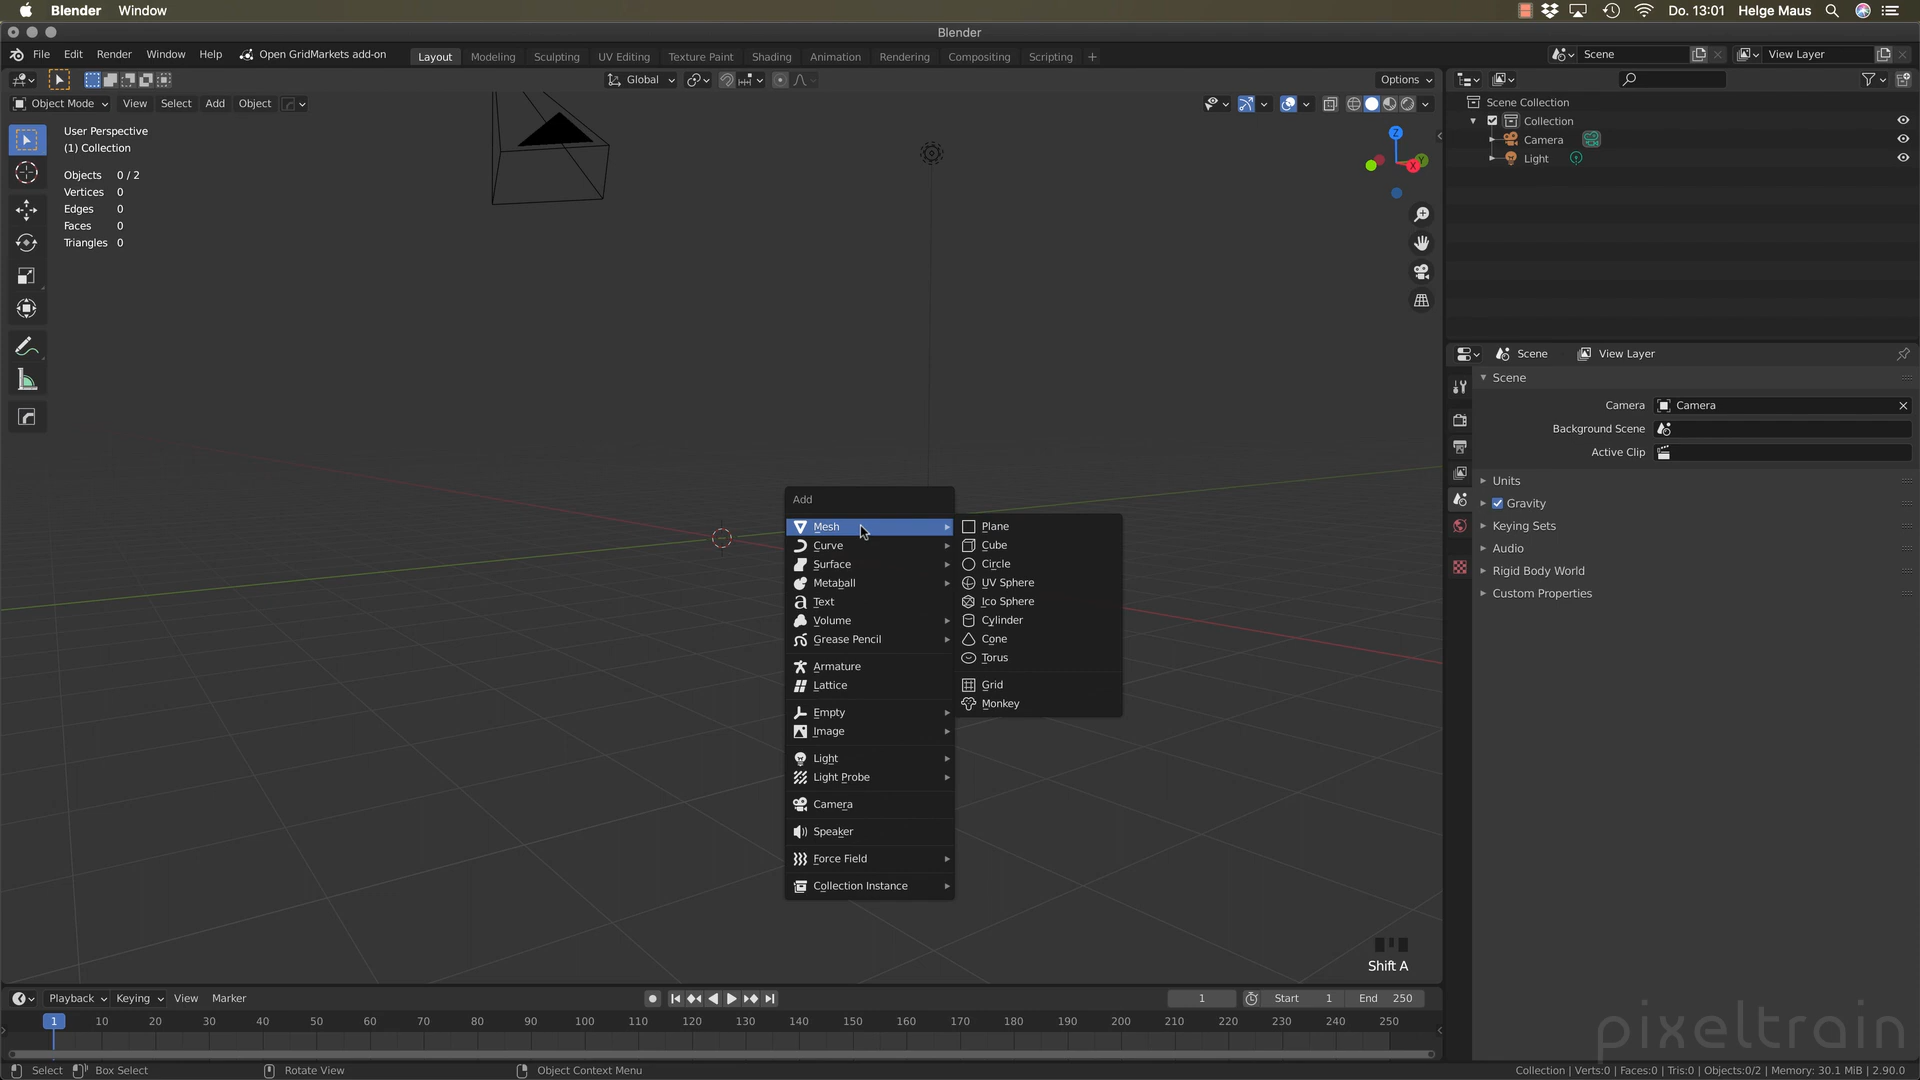 Blender Window Do. 13:01 Helge Maus
Blender
File Edit Render Window Help Open GridMarkets add-on Layout Modeling Sculpting UV Editing Texture Paint Shading Animation Rendering Compositing Scripting + Scene View Layer
Global Options
Object Mode View Select Add Object
User Perspective
(1) Collection
Objects 0 / 2
Vertices 0
Edges 0
Faces 0
Triangles 0
Z
Y
X
Scene Collection
Collection
Camera
Light
Scene View Layer
Scene
Camera Camera
Background Scene
Active Clip
Units
Gravity
Keying Sets
Audio
Rigid Body World
Custom Properties
Add
Mesh
Curve
Surface
Metaball
Text
Volume
Grease Pencil
Armature
Lattice
Empty
Image
Light
Light Probe
Camera
Speaker
Force Field
Collection Instance
Plane
Cube
Circle
UV Sphere
Ico Sphere
Cylinder
Cone
Torus
Grid
Monkey
Shift A
Playback Keying View Marker 1 Start 1 End 250
1 10 20 30 40 50 60 70 80 90 100 110 120 130 140 150 160 170 180 190 200 210 220 230 240 250
pixeltrain
Select Box Select Rotate View Object Context Menu Collection | Verts:0 | Faces:0 | Tris:0 | Objects:0/2 | Memory: 30.1 MiB | 2.90.0